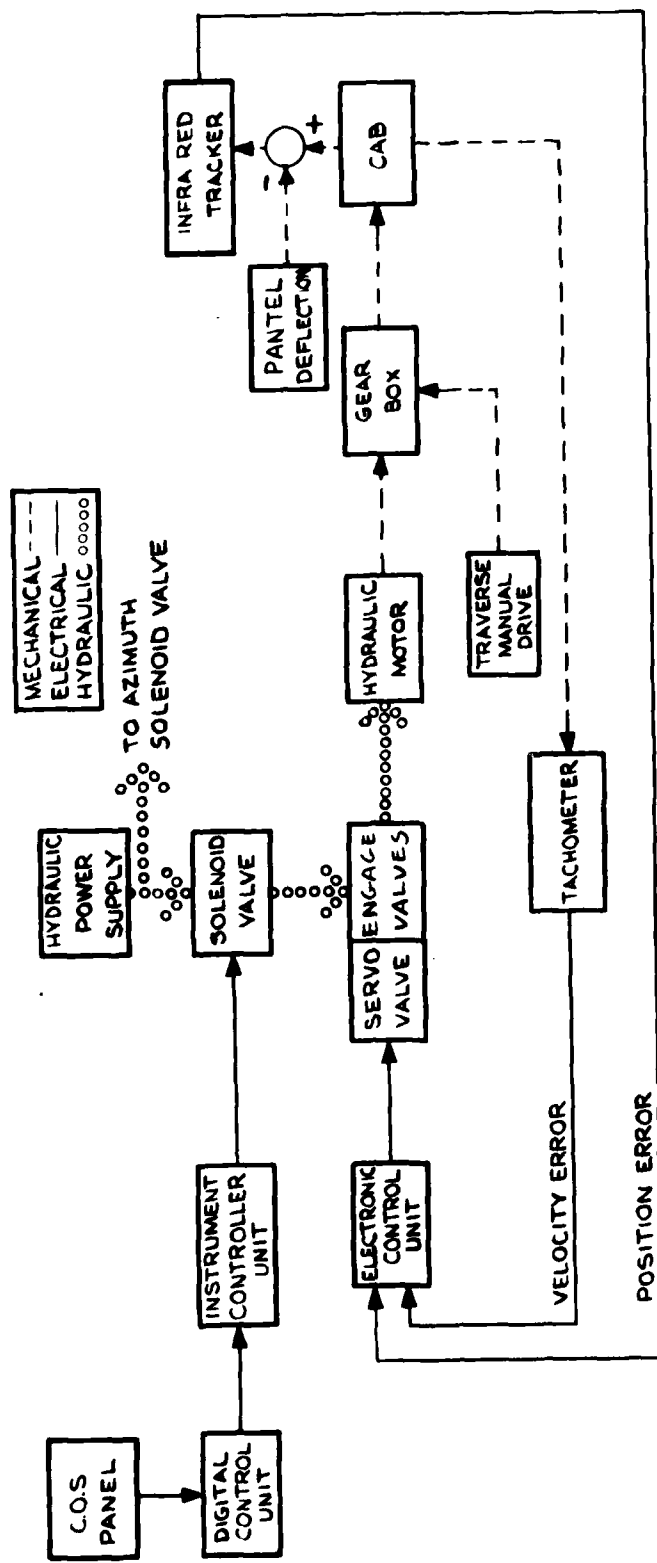 MECHANICAL
ELECTRICAL
HYDRAULIC
HYDRAULIC
POWER
SUPPLY
TO AZIMUTH
SOLENOID VALVE
C.O.S
PANEL
DIGITAL
CONTROL
UNIT
INSTRUMENT
CONTROLLER
UNIT
SOLENOID
VALVE
INFRA RED
TRACKER
PANTEL
DEFLECTION
-
+
ELECTRONIC
CONTROL
UNIT
SERVO
VALVE
ENGAGE
VALVES
HYDRAULIC
MOTOR
GEAR
BOX
CAB
TRAVERSE
MANUAL
DRIVE
TACHOMETER
VELOCITY ERROR
POSITION ERROR